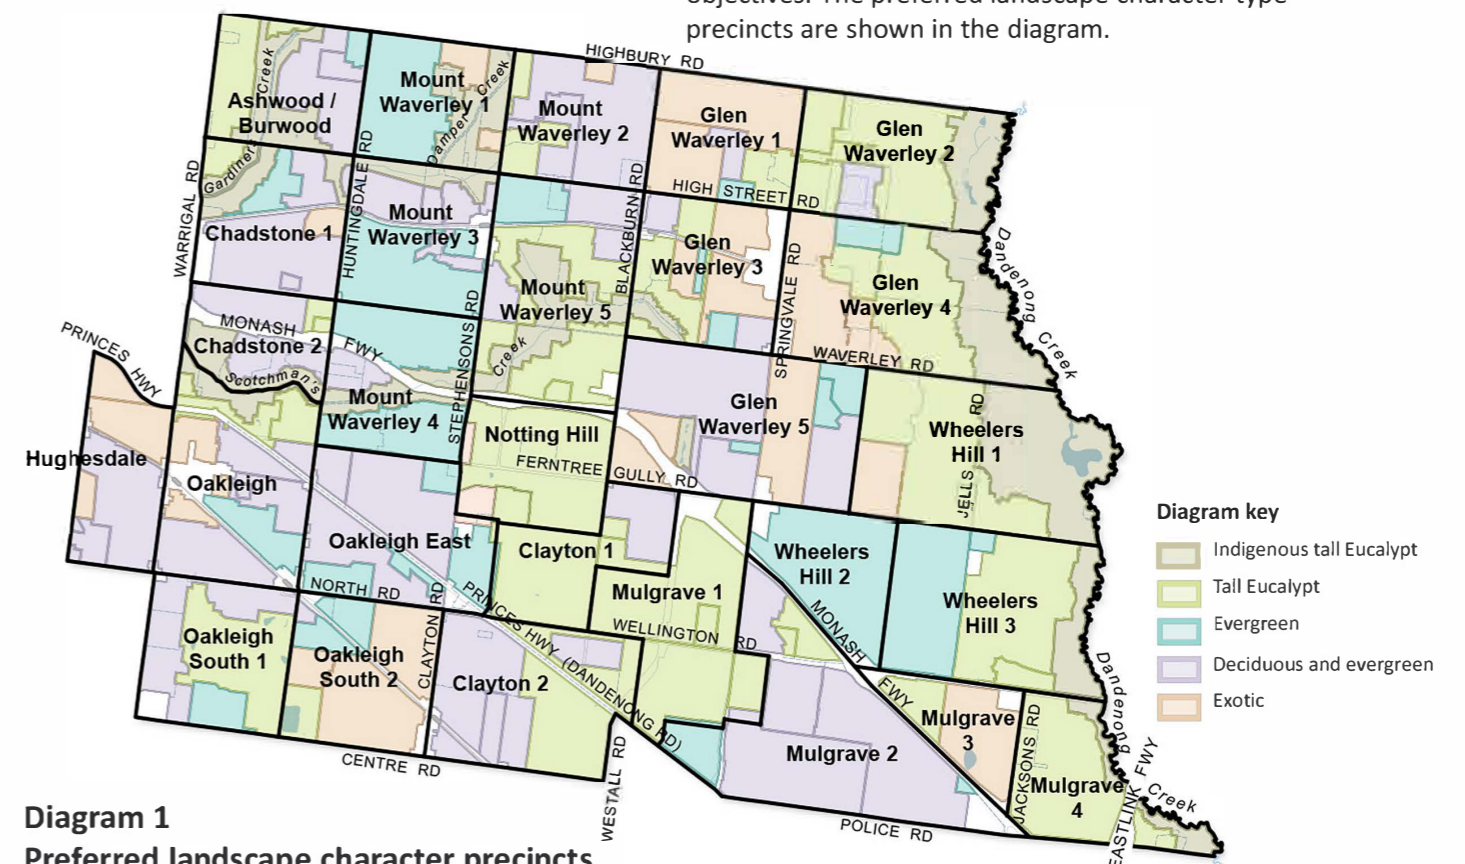 objectives. The preferred landscape character type
precincts are shown in the diagram.
HIGHBURY RD
Creek
Ashwood /
Burwood
Mount
Waverley 1
Creek
Damper
Mount
Waverley 2
Glen
Waverley 1
Glen
Waverley 2
Gardiners
WARRIGAL RD
HUNTINGDALE RD
BLACKBURN RD
HIGH STREET RD
Chadstone 1
Mount
Waverley 3
Mount
Waverley 5
Glen
Waverley 3
SPRINGVALE RD
Glen
Waverley 4
Dandenong Creek
PRINCES HWY
MONASH FWY
Chadstone 2
Scotchman's
Creek
STEPHENSONS RD
WAVERLEY RD
Mount
Waverley 4
Glen
Waverley 5
Notting Hill
FERNTREE GULLY RD
JELLS RD
Wheelers
Hill 1
Hughesdale
Oakleigh
Oakleigh East
Clayton 1
Mulgrave 1
Wheelers
Hill 2
Wheelers
Hill 3
NORTH RD
PRINCES HWY (DANDENONG RD)
WELLINGTON RD
MONASH FWY
Oakleigh
South 1
Oakleigh
South 2
CLAYTON RD
Clayton 2
Mulgrave 2
Mulgrave
3
JACKSONS RD
Mulgrave
4
Dandenong
Creek
EASTLINK FWY
CENTRE RD
WESTALL RD
POLICE RD
Diagram key
Indigenous tall Eucalypt
Tall Eucalypt
Evergreen
Deciduous and evergreen
Exotic
Diagram 1
Preferred landscape character precincts